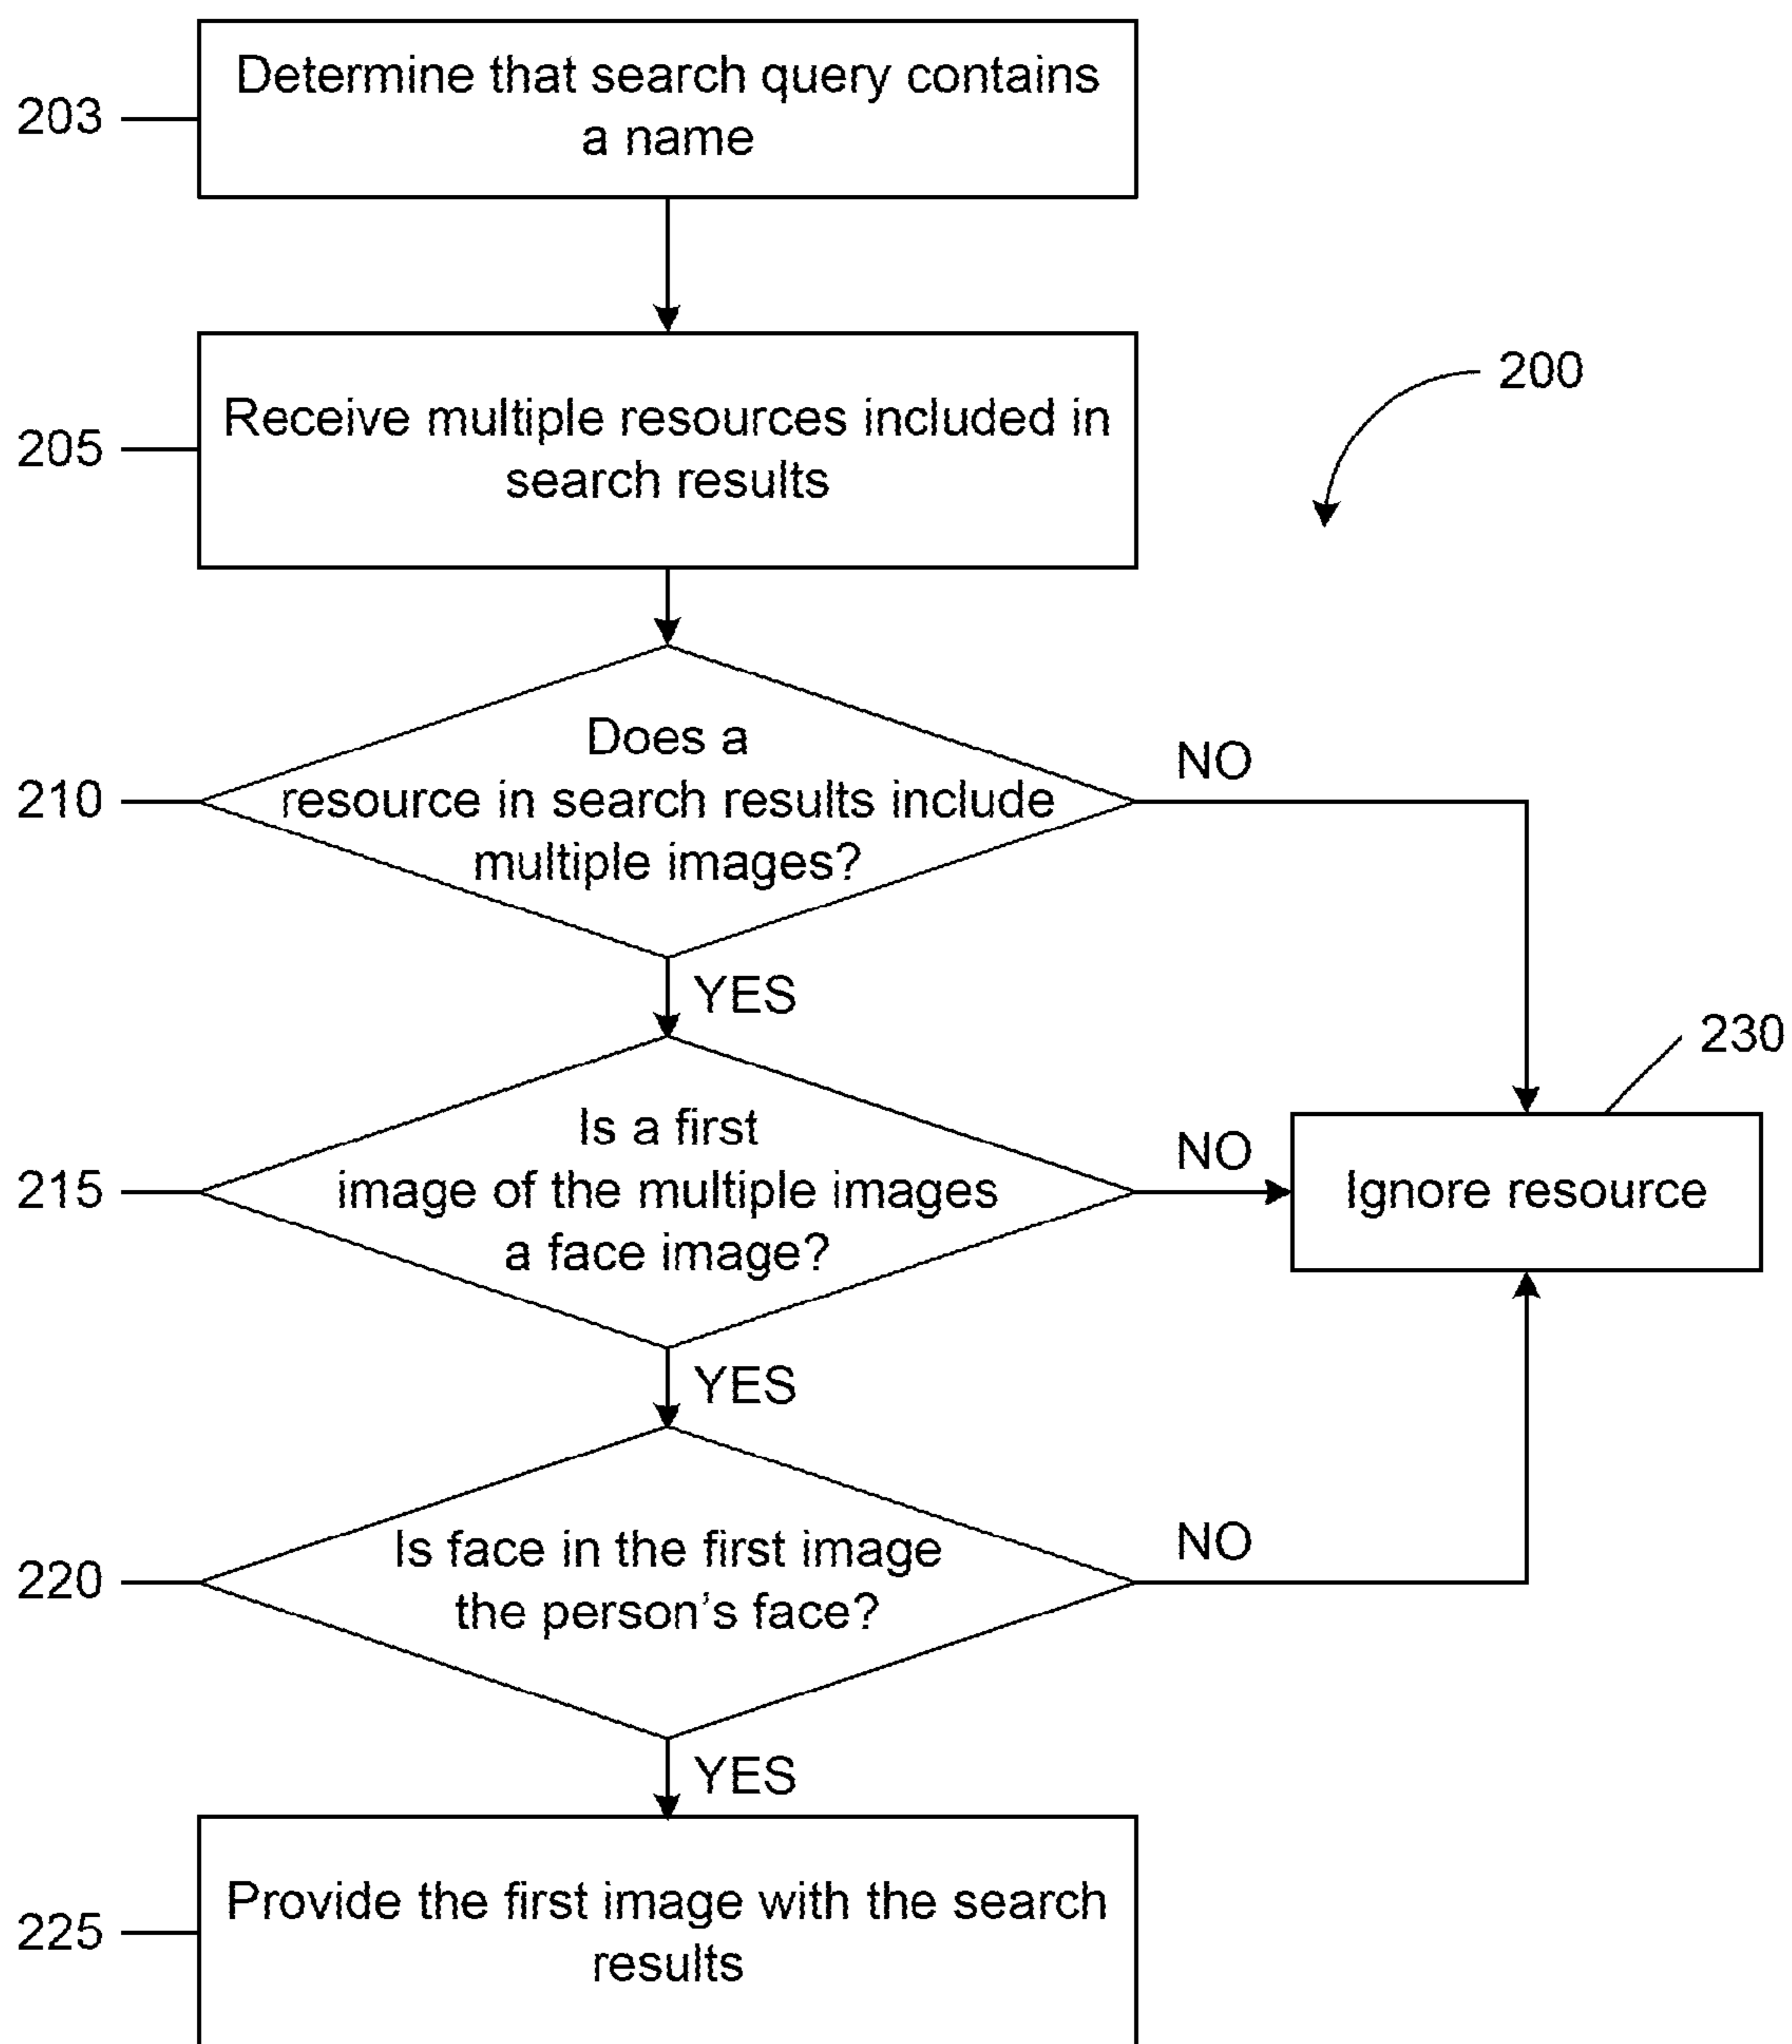 203
Determine that search query contains
a name
205
Receive multiple resources included in
search results
200
210
Does a
resource in search results include
multiple images?
NO
YES
230
215
Is a first
image of the multiple images
a face image?
NO
Ignore resource
YES
220
Is face in the first image
the person's face?
NO
YES
225
Provide the first image with the search
results